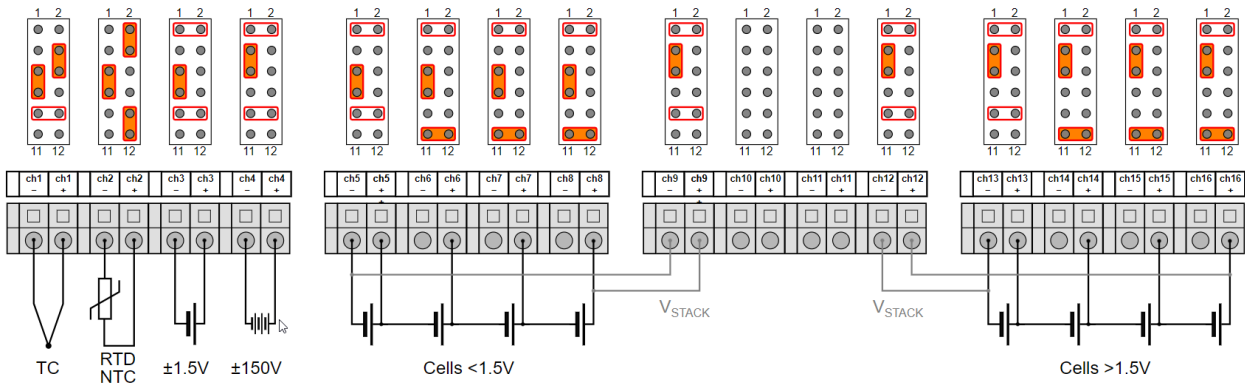 1 2 1 2 1 2 1 2 1 2 1 2 1 2 1 2 1 2 1 2 1 2 1 2 1 2 1 2 1 2 1 2
11 12 11 12 11 12 11 12 11 12 11 12 11 12 11 12 11 12 11 12 11 12 11 12 11 12 11 12 11 12 11 12
ch1 ch1 ch2 ch2 ch3 ch3 ch4 ch4 ch5 ch5 ch6 ch6 ch7 ch7 ch8 ch8 ch9 ch9 ch10 ch10 ch11 ch11 ch12 ch12 ch13 ch13 ch14 ch14 ch15 ch15 ch16 ch16
− + − + − + − + − + − + − + − + − + − + − + − + − + − + − + − +
VSTACK VSTACK
TC RTD ±1.5V ±150V Cells <1.5V Cells >1.5V
NTC